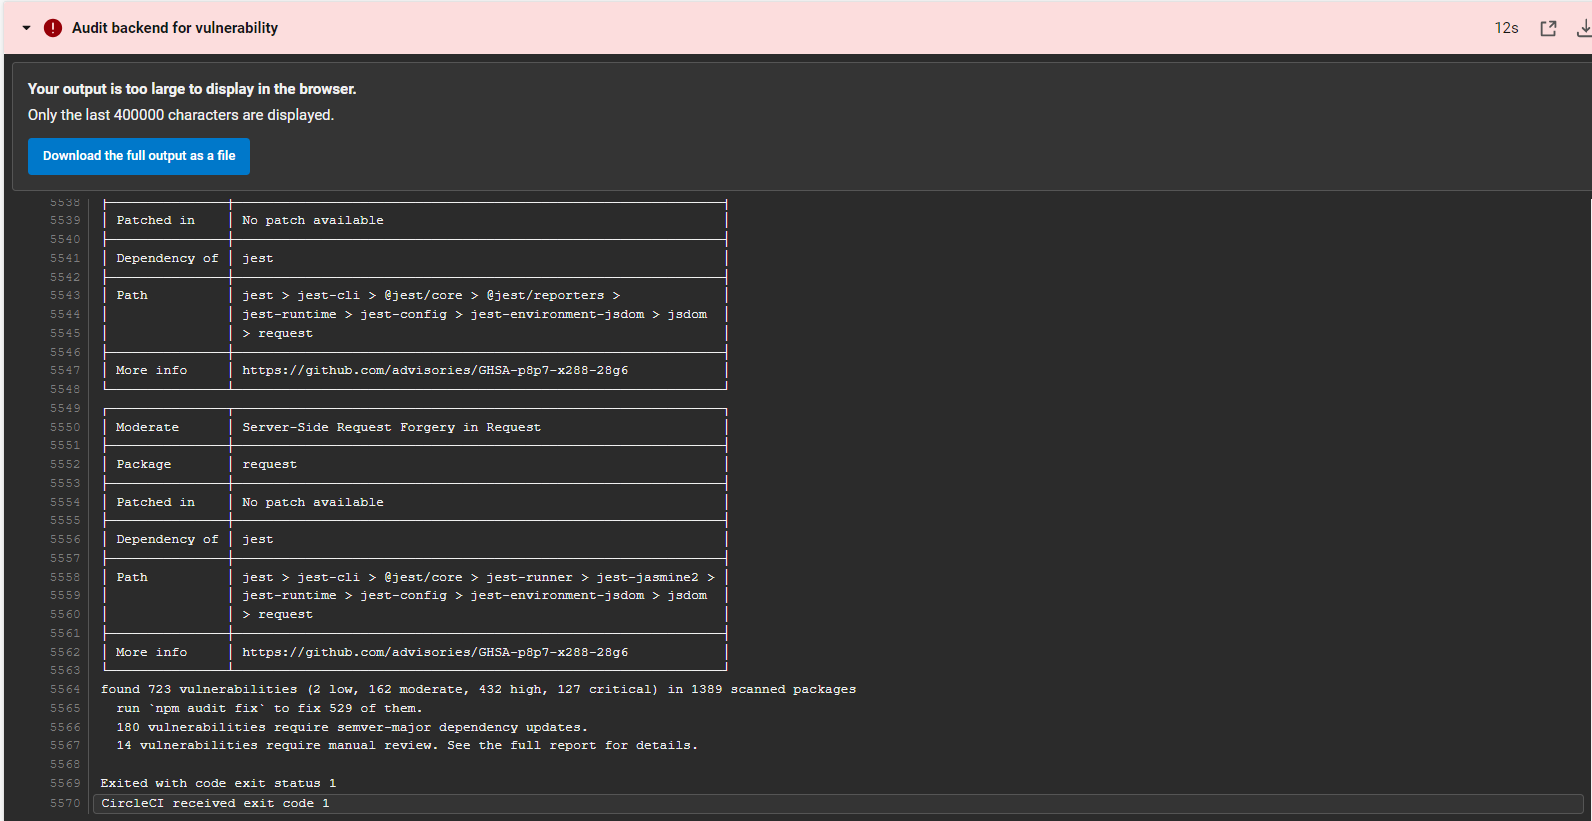 Audit backend for vulnerability
12s
Your output is too large to display in the browser.
Only the last 400000 characters are displayed.
Download the full output as a file
5538
5539 Patched in No patch available
5540
5541 Dependency of jest
5542
5543 Path jest > jest-cli > @jest/core > @jest/reporters >
5544 jest-runtime > jest-config > jest-environment-jsdom > jsdom
5545 > request
5546
5547 More info https://github.com/advisories/GHSA-p8p7-x288-28g6
5548
5549
5550 Moderate Server-Side Request Forgery in Request
5551
5552 Package request
5553
5554 Patched in No patch available
5555
5556 Dependency of jest
5557
5558 Path jest > jest-cli > @jest/core > jest-runner > jest-jasmine2 >
5559 jest-runtime > jest-config > jest-environment-jsdom > jsdom
5560 > request
5561
5562 More info https://github.com/advisories/GHSA-p8p7-x288-28g6
5563
5564 found 723 vulnerabilities (2 low, 162 moderate, 432 high, 127 critical) in 1389 scanned packages
5565 run `npm audit fix` to fix 529 of them.
5566 180 vulnerabilities require semver-major dependency updates.
5567 14 vulnerabilities require manual review. See the full report for details.
5568
5569 Exited with code exit status 1
5570 CircleCI received exit code 1